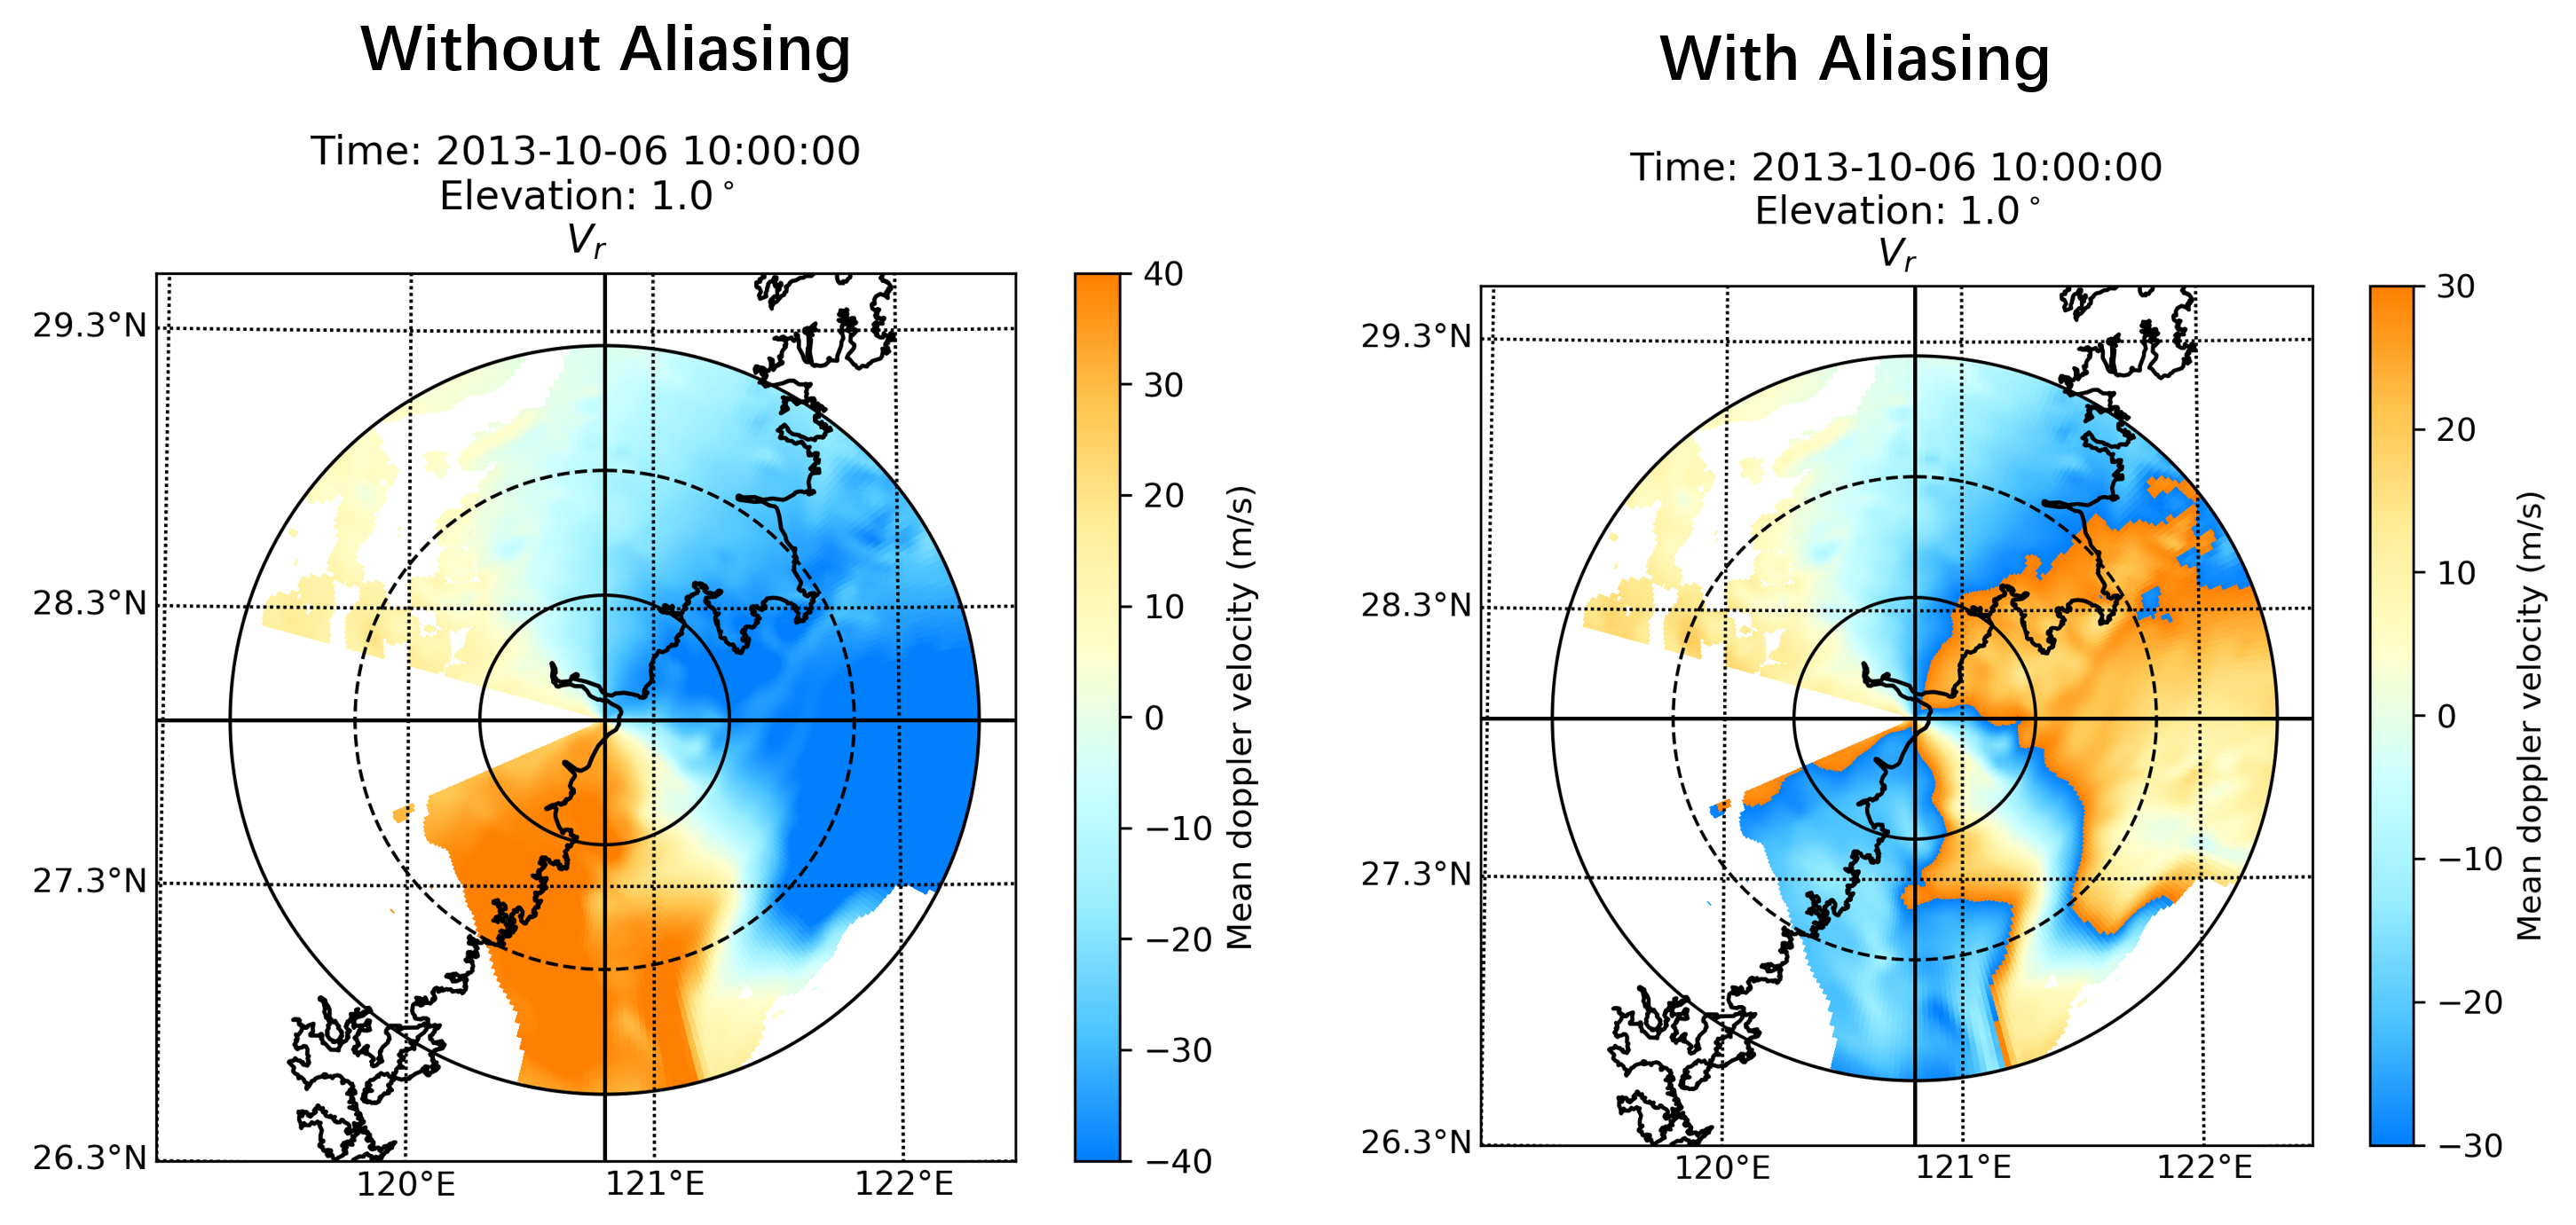 Without Aliasing
Time: 2013-10-06 10:00:00
Elevation: 1.0°
Vr
29.3°N
28.3°N
27.3°N
26.3°N
120°E
121°E
122°E
40
30
20
10
0
−10
−20
−30
−40
Mean doppler velocity (m/s)
With Aliasing
Time: 2013-10-06 10:00:00
Elevation: 1.0°
Vr
29.3°N
28.3°N
27.3°N
26.3°N
120°E
121°E
122°E
30
20
10
0
−10
−20
−30
Mean doppler velocity (m/s)